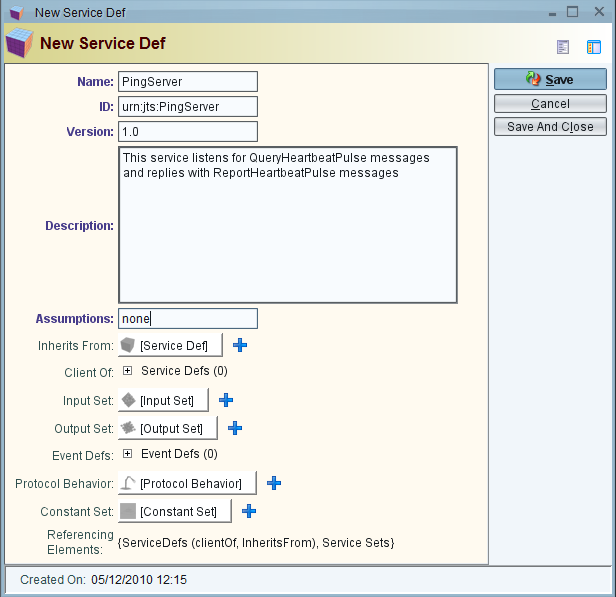 New Service Def
New Service Def
Name: PingServer
ID: urn:jts:PingServer
Version: 1.0
Description: This service listens for QueryHeartbeatPulse messages
and replies with ReportHeartbeatPulse messages
Assumptions: none
Inherits From: [Service Def]
Client Of: Service Defs (0)
Input Set: [Input Set]
Output Set: [Output Set]
Event Defs: Event Defs (0)
Protocol Behavior: [Protocol Behavior]
Constant Set: [Constant Set]
Referencing
Elements: {ServiceDefs (clientOf, InheritsFrom), Service Sets}
Save
Cancel
Save And Close
Created On: 05/12/2010 12:15